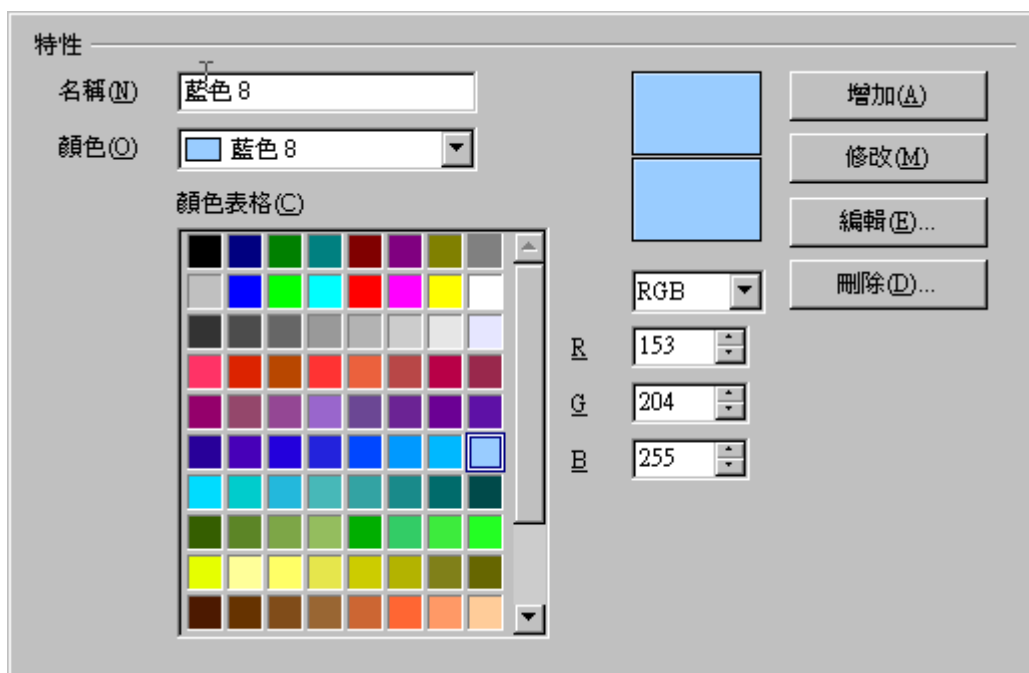 特性
名稱(N) 藍色 8
顏色(O) 藍色 8
顏色表格(C)
增加(A)
修改(M)
編輯(E)...
刪除(D)...
RGB
R 153
G 204
B 255